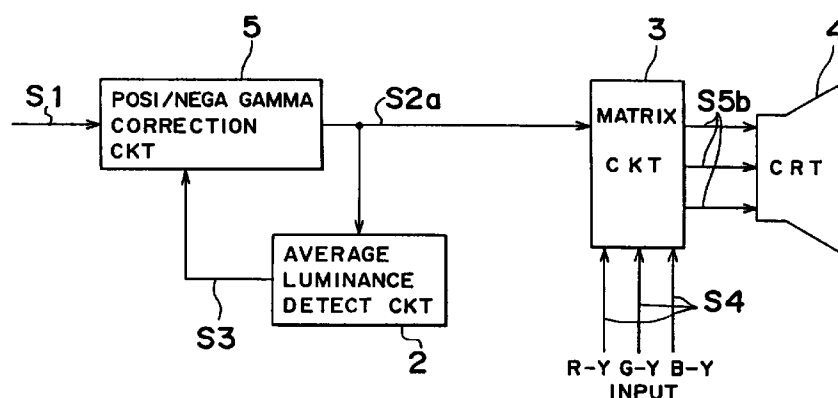 5
3
4
S1
POSI/NEGA GAMMA
CORRECTION
CKT
S2a
MATRIX
CKT
S5b
CRT
AVERAGE
LUMINANCE
DETECT CKT
S3
2
S4
R-Y G-Y B-Y
INPUT